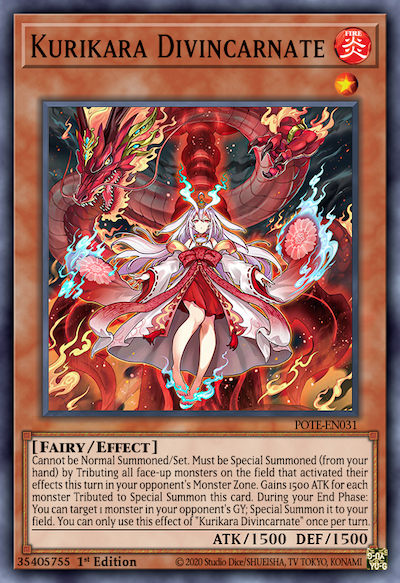 KURIKARA DIVINCARNATE
FIRE
炎
POTE-EN031
[FAIRY/EFFECT]
Cannot be Normal Summoned/Set. Must be Special Summoned (from your
hand) by Tributing all face-up monsters on the field that activated their
effects this turn in your opponent's Monster Zone. Gains 1500 ATK for each
monster Tributed to Special Summon this card. During your End Phase:
You can target 1 monster in your opponent's GY; Special Summon it to your
field. You can only use this effect of "Kurikara Divincarnate" once per turn.
ATK/1500 DEF/1500
35405755 1st Edition
©2020 Studio Dice/SHUEISHA, TV TOKYO, KONAMI